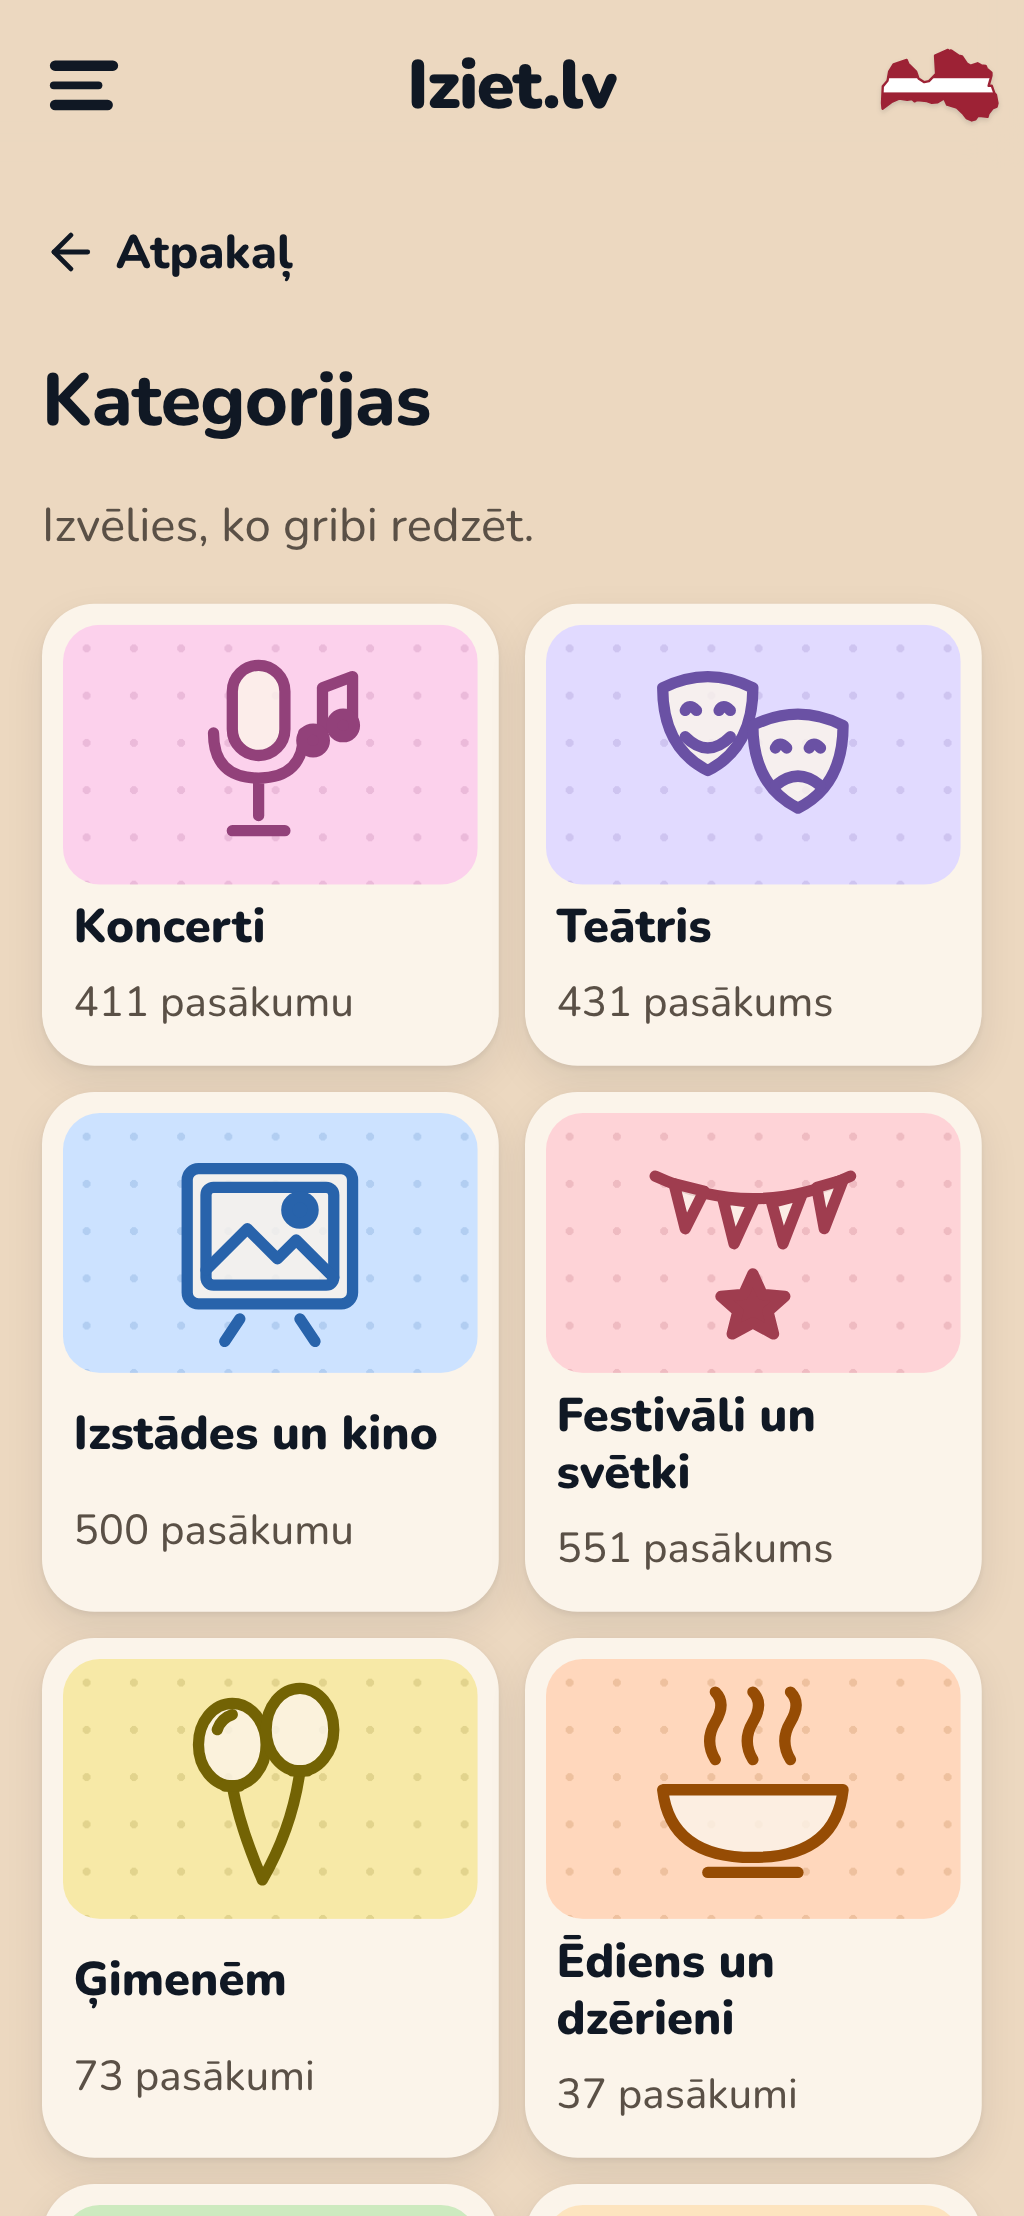 Iziet.lv
Atpakaļ
Kategorijas
Izvēlies, ko gribi redzēt.
Koncerti
411 pasākumu
Teātris
431 pasākums
Izstādes un kino
500 pasākumu
Festivāli un
svētki
551 pasākums
Ģimenēm
73 pasākumi
Ēdiens un
dzērieni
37 pasākumi